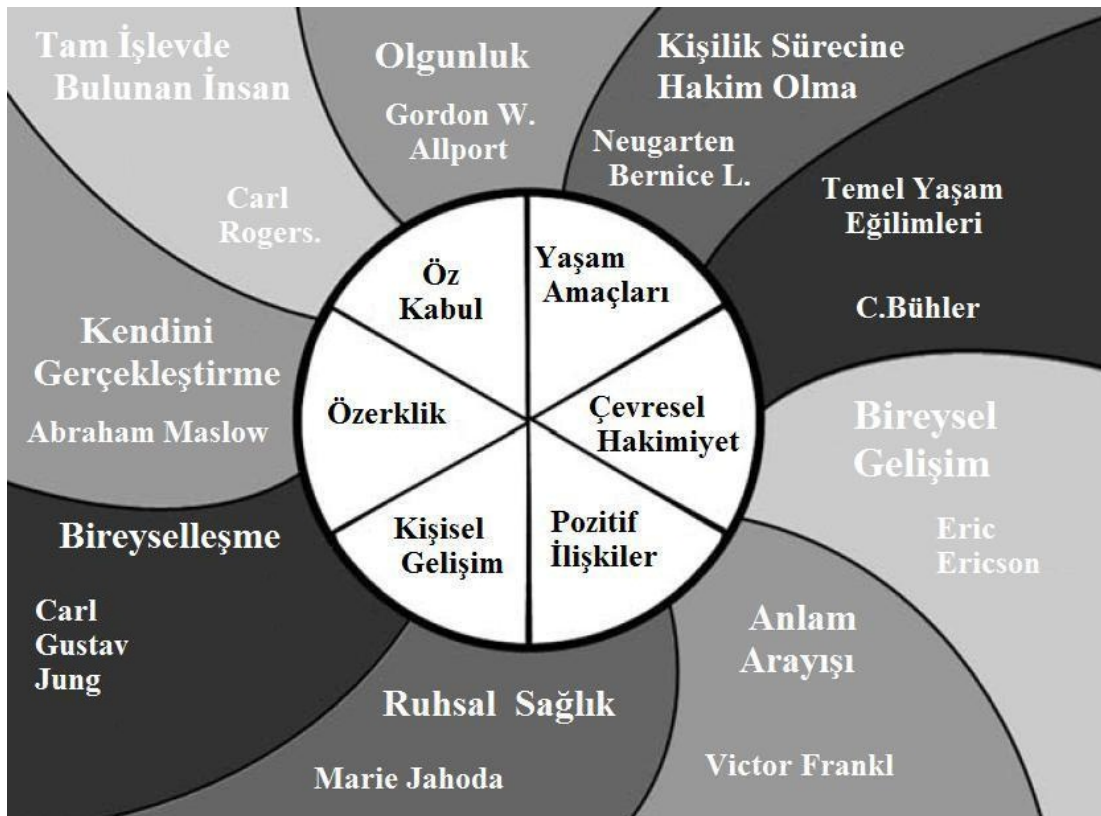 Tam İşlevde
Bulunan İnsan
Carl
Rogers.
Olgunluk
Gordon W.
Allport
Kişilik Sürecine
Hakim Olma
Neugarten
Bernice L.
Temel Yaşam
Eğilimleri
C.Bühler
Kendini
Gerçekleştirme
Abraham Maslow
Öz
Kabul
Yaşam
Amaçları
Özerklik
Çevresel
Hakimiyet
Kişisel
Gelişim
Pozitif
İlişkiler
Bireysel
Gelişim
Eric
Ericson
Bireyselleşme
Carl
Gustav
Jung
Ruhsal Sağlık
Marie Jahoda
Anlam
Arayışı
Victor Frankl